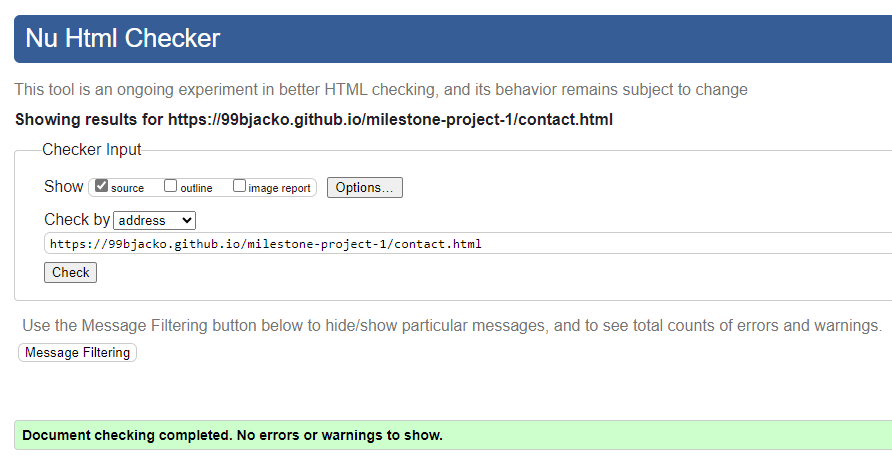 Nu Html Checker
This tool is an ongoing experiment in better HTML checking, and its behavior remains subject to change
Showing results for https://99bjacko.github.io/milestone-project-1/contact.html
Checker Input
Show source outline image report Options...
Check by address
https://99bjacko.github.io/milestone-project-1/contact.html
Check
Use the Message Filtering button below to hide/show particular messages, and to see total counts of errors and warnings.
Message Filtering
Document checking completed. No errors or warnings to show.